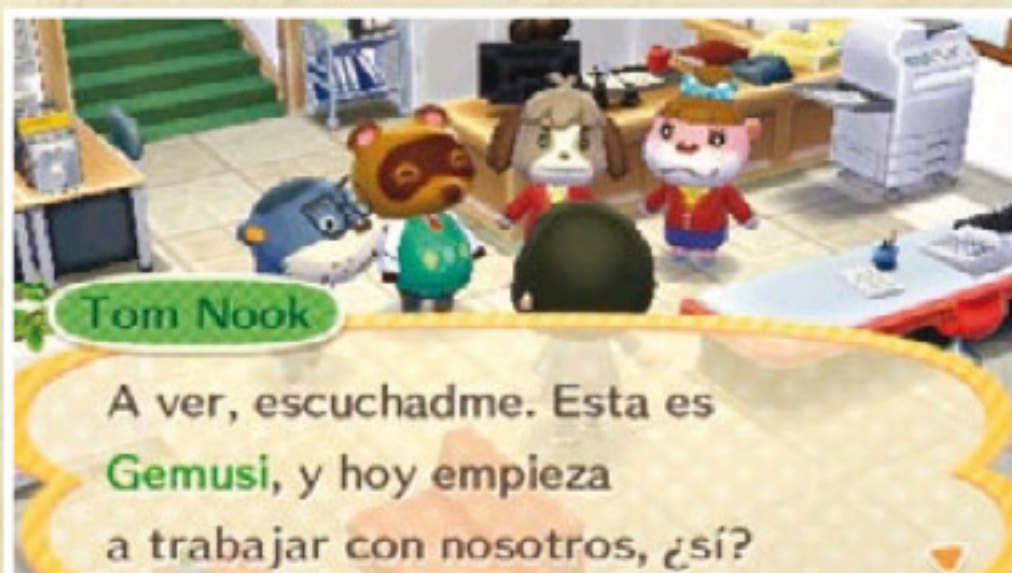 Tom Nook
A ver, escuchadme. Esta es
Gemusi, y hoy empieza
a trabajar con nosotros, ¿sí?